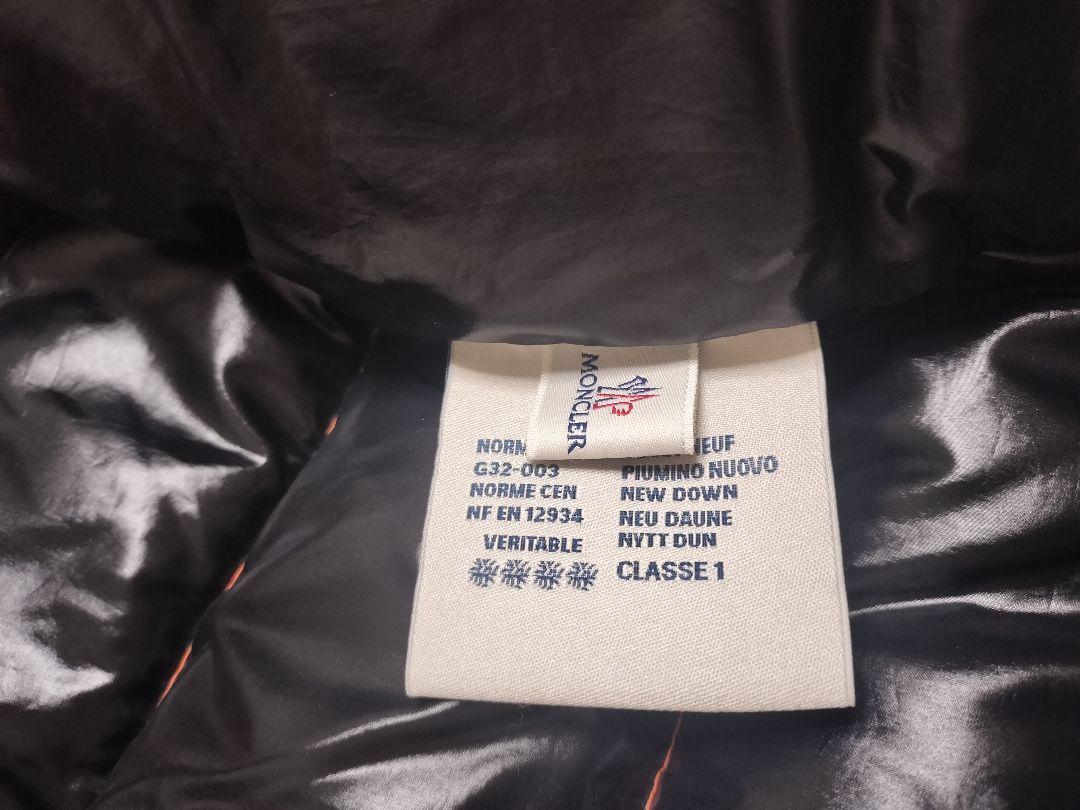 MONCLER
NORM
G32-003
NORME CEN
NF EN 12934
VERITABLE
NEUF
PIUMINO NUOVO
NEW DOWN
NEU DAUNE
NYTT DUN
CLASSE 1